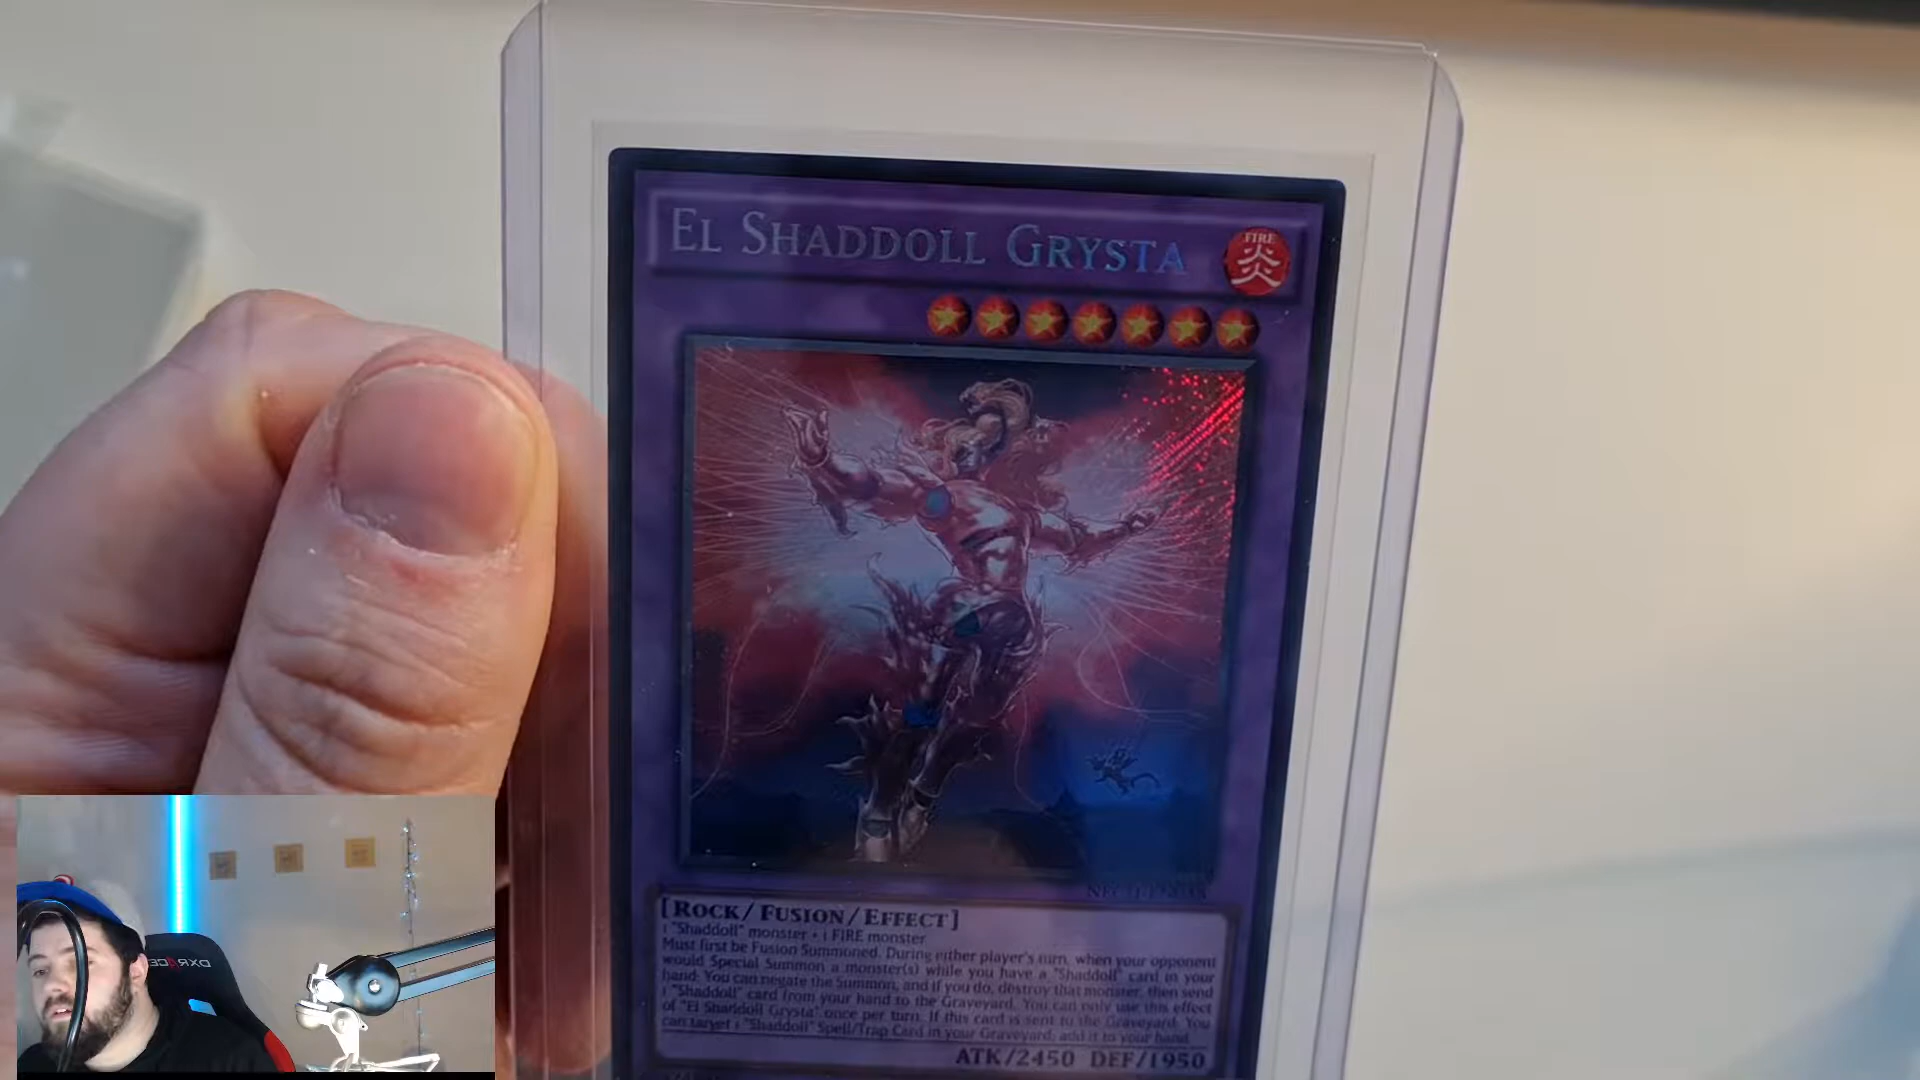 El Shaddoll Grysta
FIRE
炎
[Rock/Fusion/Effect]
1 "Shaddoll" monster + 1 FIRE monster
Must first be Fusion Summoned. During either player's turn, when your opponent
would Special Summon a monster(s) while you have a "Shaddoll" card in your
hand: You can negate the Summon, and if you do, destroy that monster, then send
1 "Shaddoll" card from your hand to the Graveyard. You can only use this effect
of "El Shaddoll Grysta" once per turn. If this card is sent to the Graveyard: You
can target 1 "Shaddoll" Spell/Trap Card in your Graveyard; add it to your hand.
ATK/2450 DEF/1950